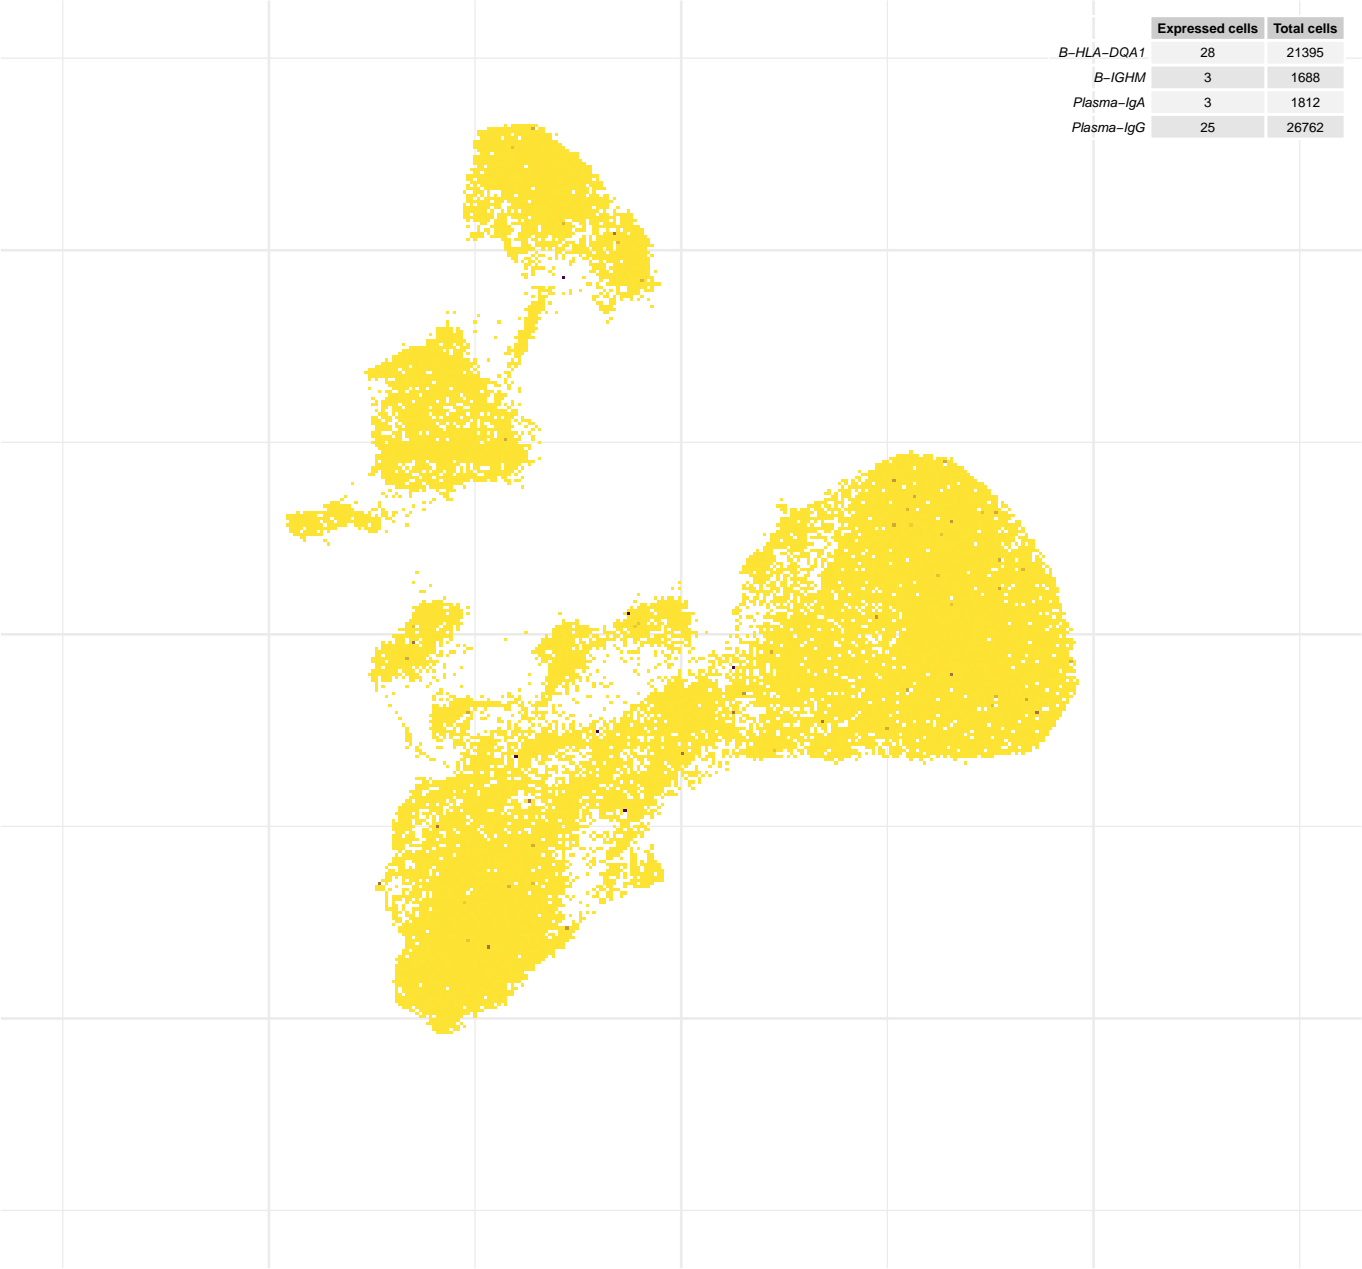 Expressed cells Total cells
B−HLA−DQA1 28 21395
B−IGHM 3 1688
Plasma−IgA 3 1812
Plasma−IgG 25 26762